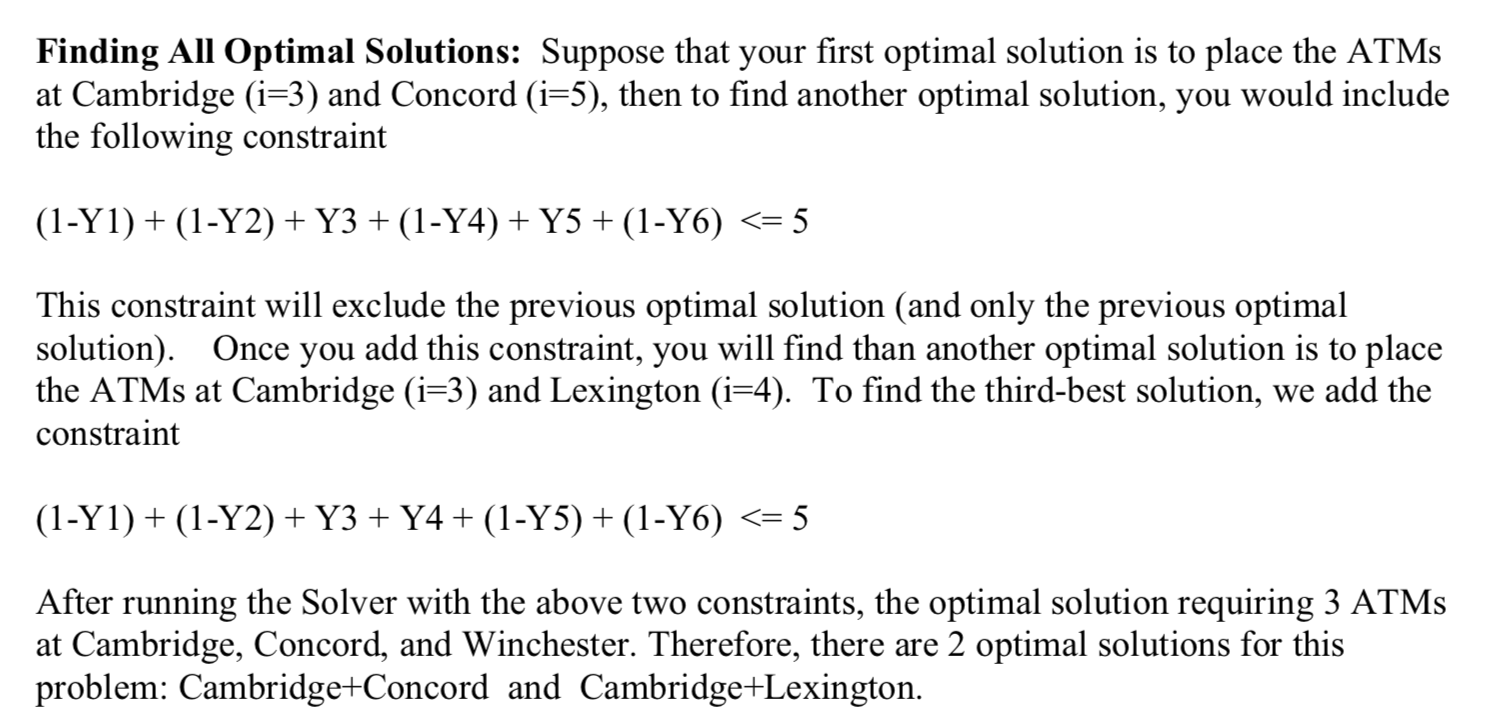 Finding All Optimal Solutions: Suppose that your first optimal solution is to place the ATMs
at Cambridge (i=3) and Concord (i=5), then to find another optimal solution, you would include
the following constraint
(1-Y1) + (1-Y2) + Y3 + (1-Y4) + Y5 + (1-Y6) <= 5
This constraint will exclude the previous optimal solution (and only the previous optimal
solution). Once you add this constraint, you will find than another optimal solution is to place
the ATMs at Cambridge (i=3) and Lexington (i=4). To find the third-best solution, we add the
constraint
(1-Y1) + (1-Y2) + Y3 + Y4 + (1-Y5) + (1-Y6) <= 5
After running the Solver with the above two constraints, the optimal solution requiring 3 ATMs
at Cambridge, Concord, and Winchester. Therefore, there are 2 optimal solutions for this
problem: Cambridge+Concord and Cambridge+Lexington.